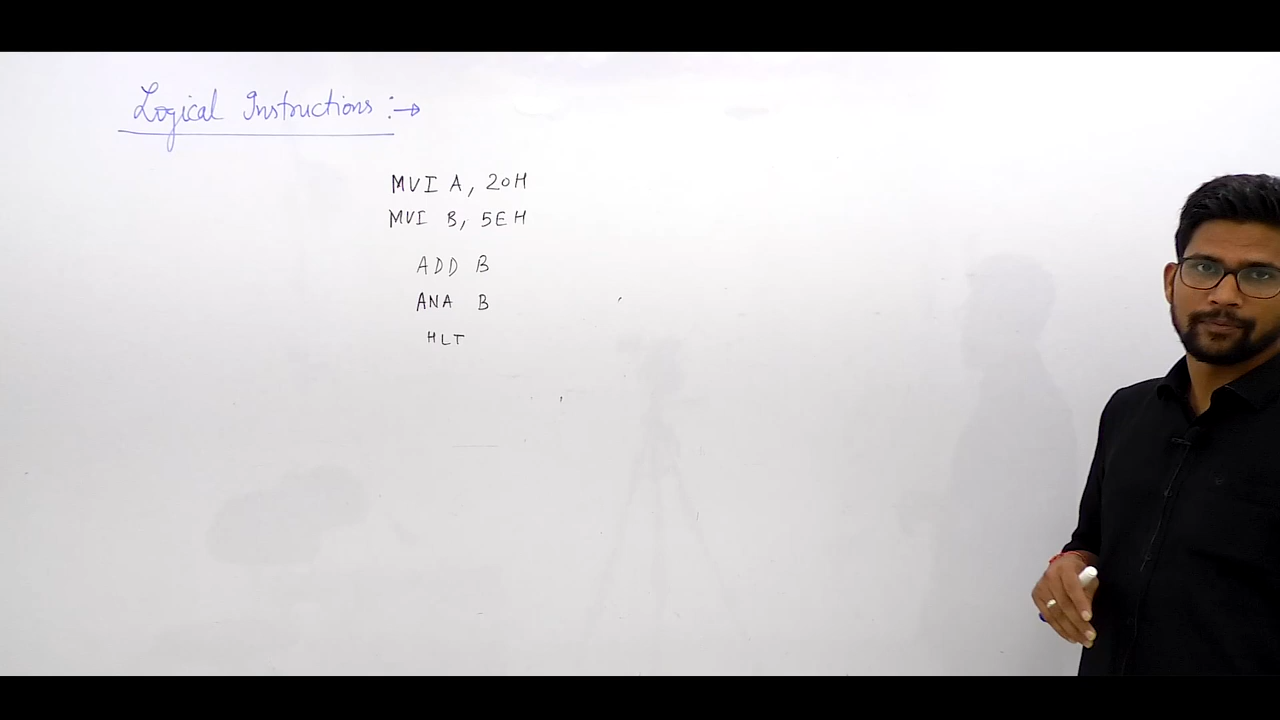 Logical Instructions :→
MVI A, 20H
MVI B, 5EH
ADD B
ANA B
HLT